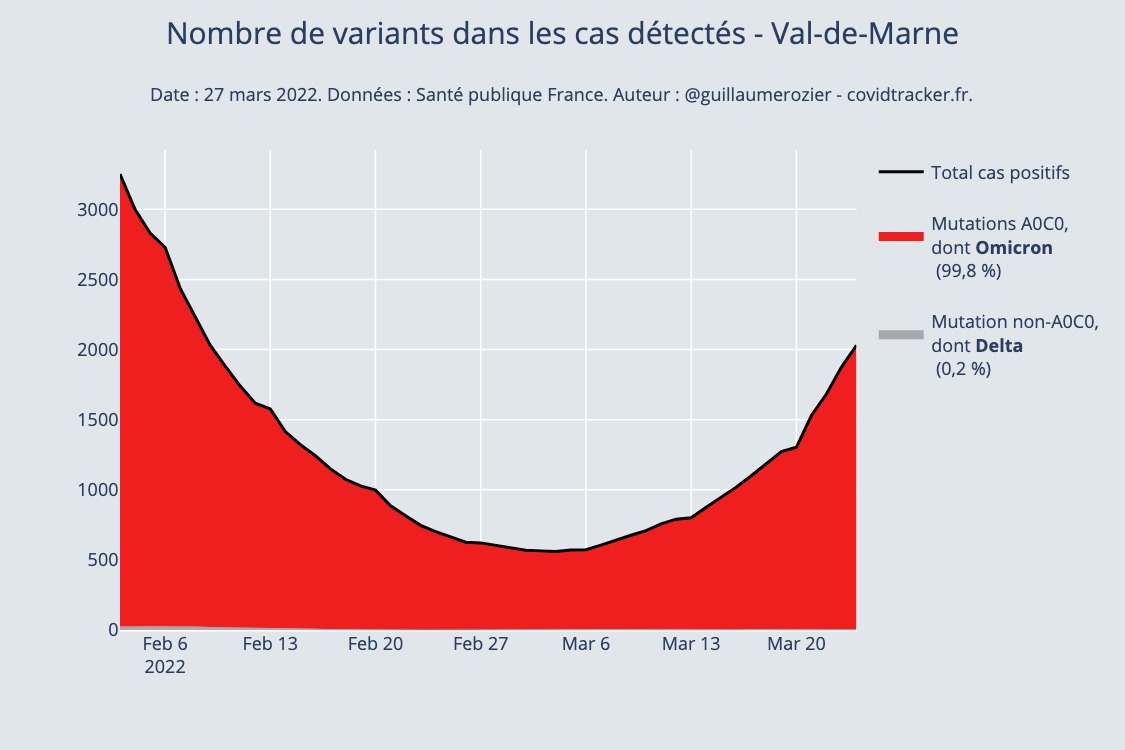 Nombre de variants dans les cas détectés - Val-de-Marne
Date : 27 mars 2022. Données : Santé publique France. Auteur : @guillaumerozier - covidtracker.fr.
Total cas positifs
Mutations A0C0,
dont Omicron
(99,8 %)
Mutation non-A0C0,
dont Delta
(0,2 %)
3000
2500
2000
1500
1000
500
0
Feb 6
2022
Feb 13
Feb 20
Feb 27
Mar 6
Mar 13
Mar 20